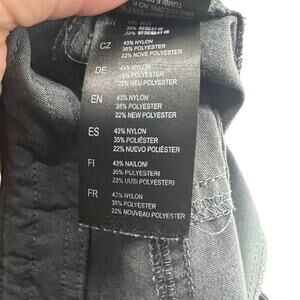 CZ
43% NYLON
35% POLYESTER
22% NOVÉ POLYESTER
DE
43% NYLON
35% POLYESTER
22% NEU POLYESTER
EN
43% NYLON
35% POLYESTER
22% NEW POLYESTER
ES
43% NYLON
35% POLIÉSTER
22% NUEVO POLIÉSTER
FI
43% NAILONI
35% POLYESTERI
22% UUSI POLYESTERI
FR
43% NYLON
35% POLYESTER
22% NOUVEAU POLYESTER